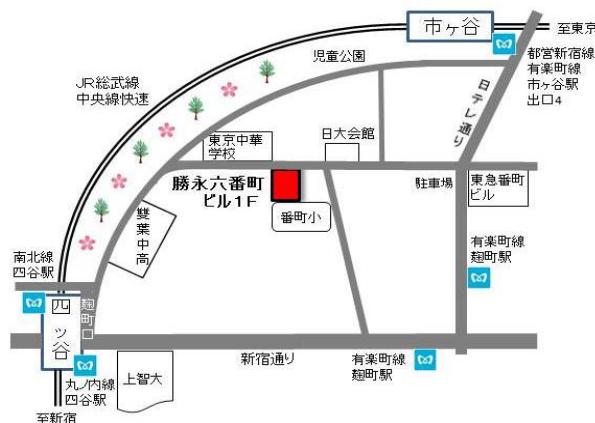 市ヶ谷
至東京
児童公園
都営新宿線
有楽町線
市ヶ谷駅
出口4
JR総武線
中央線快速
日テレ通り
東京中華
学校
日大会館
勝永六番町
ビル1F
駐車場
東急番町
ビル
番町小
雙葉中高
有楽町線
麹町駅
南北線
四谷駅
四ッ谷
麹町口
新宿通り
有楽町線
麹町駅
丸ノ内線
四谷駅
上智大
至新宿